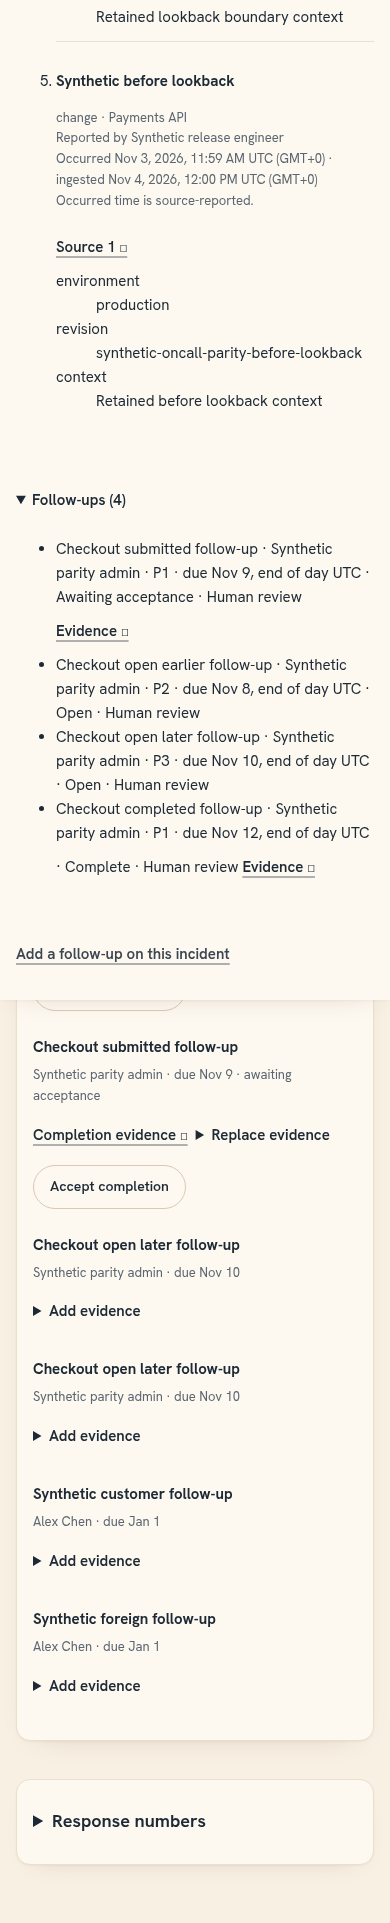 Retained lookback boundary context
5. Synthetic before lookback
change · Payments API
Reported by Synthetic release engineer
Occurred Nov 3, 2026, 11:59 AM UTC (GMT+0) ·
ingested Nov 4, 2026, 12:00 PM UTC (GMT+0)
Occurred time is source-reported.
Source 1
environment
production
revision
synthetic-oncall-parity-before-lookback
context
Retained before lookback context
▼ Follow-ups (4)
• Checkout submitted follow-up · Synthetic
parity admin · P1 · due Nov 9, end of day UTC ·
Awaiting acceptance · Human review
Evidence
• Checkout open earlier follow-up · Synthetic
parity admin · P2 · due Nov 8, end of day UTC ·
Open · Human review
• Checkout open later follow-up · Synthetic
parity admin · P3 · due Nov 10, end of day UTC
· Open · Human review
• Checkout completed follow-up · Synthetic
parity admin · P1 · due Nov 12, end of day UTC
· Complete · Human review Evidence
Add a follow-up on this incident
Checkout submitted follow-up
Synthetic parity admin · due Nov 9 · awaiting
acceptance
Completion evidence ▶ Replace evidence
Accept completion
Checkout open later follow-up
Synthetic parity admin · due Nov 10
▶ Add evidence
Checkout open later follow-up
Synthetic parity admin · due Nov 10
▶ Add evidence
Synthetic customer follow-up
Alex Chen · due Jan 1
▶ Add evidence
Synthetic foreign follow-up
Alex Chen · due Jan 1
▶ Add evidence
▶ Response numbers